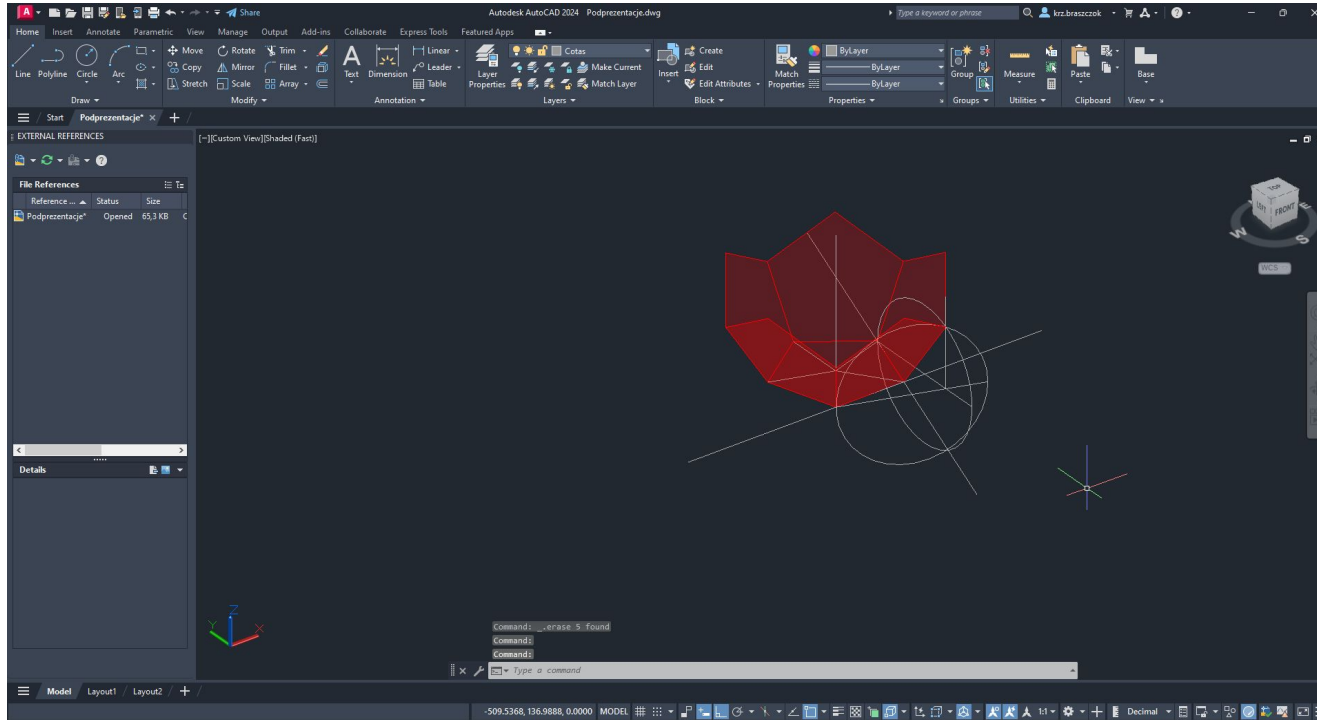 A Share Autodesk AutoCAD 2024 Podprezentacje.dwg Type a keyword or phrase krz.braszczok
Home Insert Annotate Parametric View Manage Output Add-ins Collaborate Express Tools Featured Apps
Line Polyline Circle Arc
Move Rotate Trim
Copy Mirror Fillet
Stretch Scale Array
Text Dimension
Linear
Leader
Table
Layer Properties
Cotas
Make Current
Match Layer
Insert
Create
Edit
Edit Attributes
Match Properties
ByLayer
ByLayer
ByLayer
Group
Measure
Paste
Base
Draw Modify Annotation Layers Block Properties Groups Utilities Clipboard View
Start Podprezentacje*
EXTERNAL REFERENCES
[-][Custom View][Shaded (Fast)]
File References
Reference ... Status Size
Podprezentacje* Opened 65,3 KB C
Details
TOP
LEFT FRONT
W S
WCS
Z
Y X
Command: _.erase 5 found
Command:
Command:
Type a command
Model Layout1 Layout2
-509.5368, 136.9888, 0.0000 MODEL 1:1 Decimal